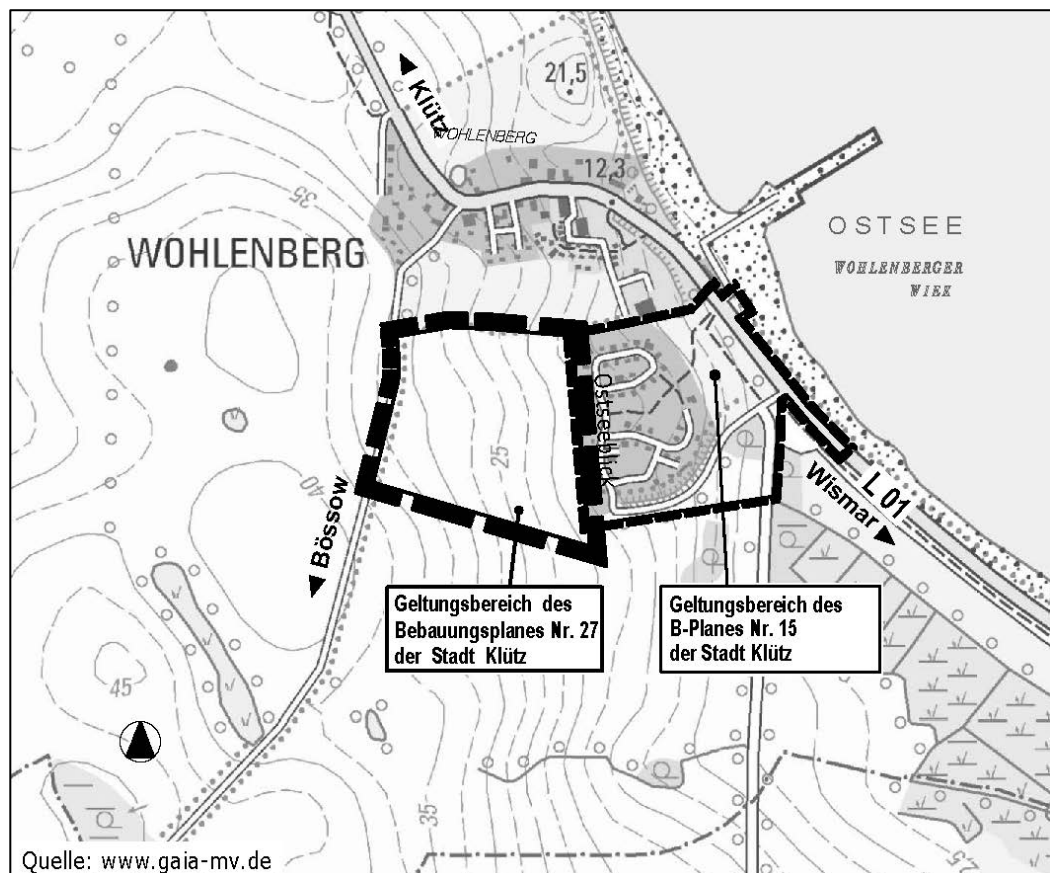 21,5
Klütz
WOHLENBERG
12,3
35
WOHLENBERG
OSTSEE
WOHLENBERGER
WIEK
Ostseeblick
25
40
L 01
Wismar
Bössow
Geltungsbereich des
Bebauungsplanes Nr. 27
der Stadt Klütz
Geltungsbereich des
B-Planes Nr. 15
der Stadt Klütz
45
35
2,5
Quelle: www.gaia-mv.de